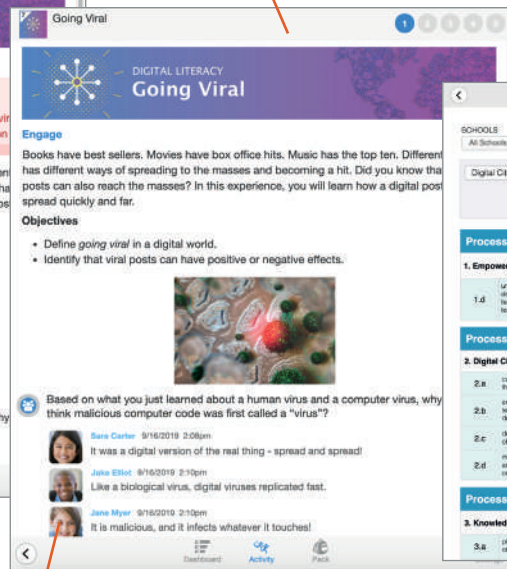 Going Viral
1 2 3 4 5
DIGITAL LITERACY
Going Viral
Engage
Books have best sellers. Movies have box office hits. Music has the top ten. Different
has different ways of spreading to the masses and becoming a hit. Did you know tha
posts can also reach the masses? In this experience, you will learn how a digital post
spread quickly and far.
Objectives
• Define going viral in a digital world.
• Identify that viral posts can have positive or negative effects.
Based on what you just learned about a human virus and a computer virus, why
think malicious computer code was first called a "virus"?
Sara Carter 9/16/2019 2:08pm
It was a digital version of the real thing - spread and spread!
Jake Elliot 9/16/2019 2:10pm
Like a biological virus, digital viruses replicated fast.
Jane Myer 9/16/2019 2:10pm
It is malicious, and it infects whatever it touches!
Dashboard Activity Pack
SCHOOLS
All Schools
Digital Cit
Process
1. Empower
1.d
Process
2. Digital Ci
2.a
2.b
2.c
2.d
Process
3. Knowled
3.a